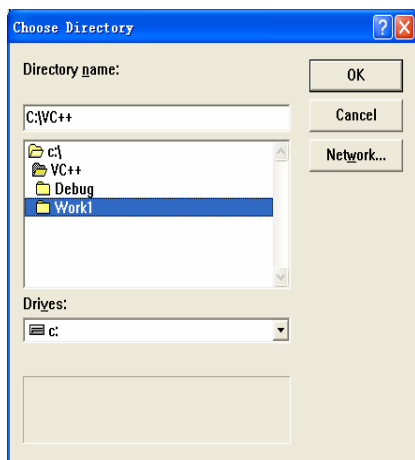 Choose Directory
Directory name:
OK
C:\VC++
Cancel
c:\
Network...
VC++
Debug
Work1
Drives:
c: